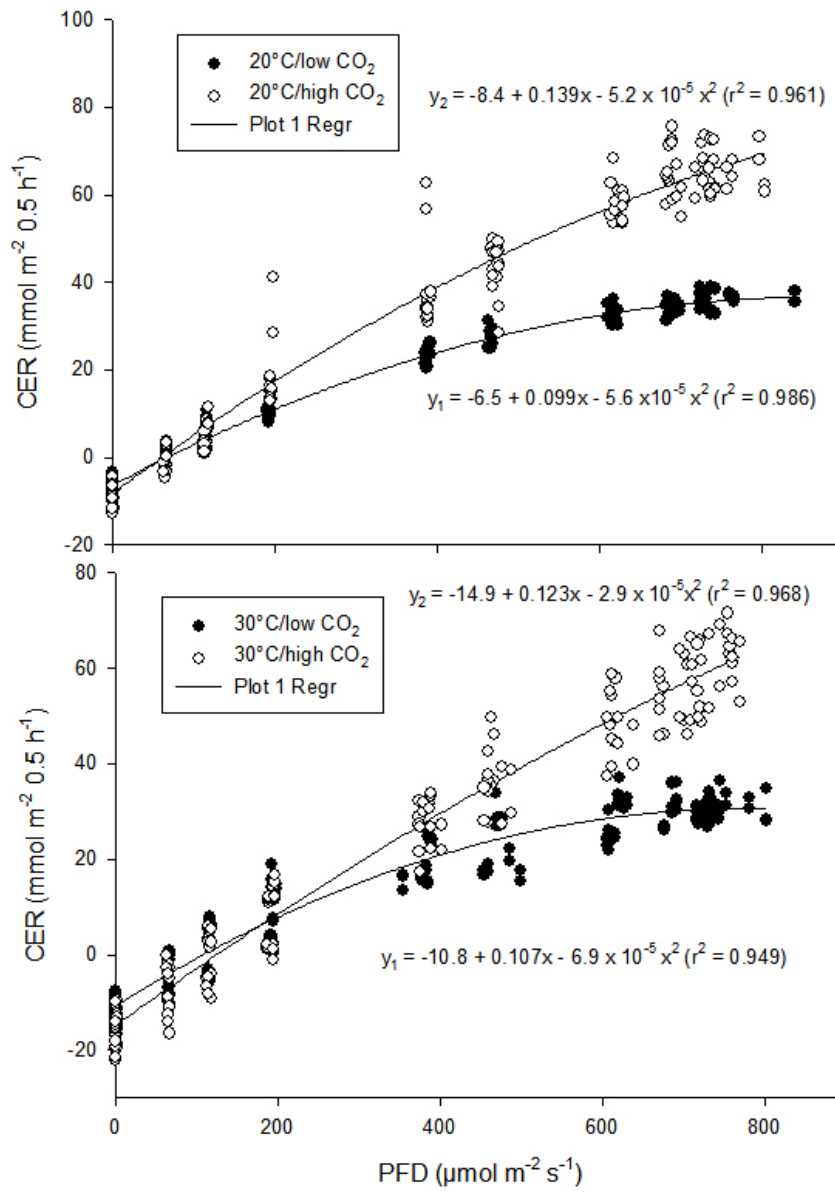 100
80
60
40
20
0
-20
CER (mmol m⁻² 0.5 h⁻¹)
20°C/low CO₂
20°C/high CO₂
Plot 1 Regr
y₂ = -8.4 + 0.139x - 5.2 x 10⁻⁵ x² (r² = 0.961)
y₁ = -6.5 + 0.099x - 5.6 x10⁻⁵ x² (r² = 0.986)
80
60
40
20
0
-20
CER (mmol m⁻² 0.5 h⁻¹)
30°C/low CO₂
30°C/high CO₂
Plot 1 Regr
y₂ = -14.9 + 0.123x - 2.9 x 10⁻⁵x² (r² = 0.968)
y₁ = -10.8 + 0.107x - 6.9 x 10⁻⁵ x² (r² = 0.949)
0 200 400 600 800
PFD (µmol m⁻² s⁻¹)